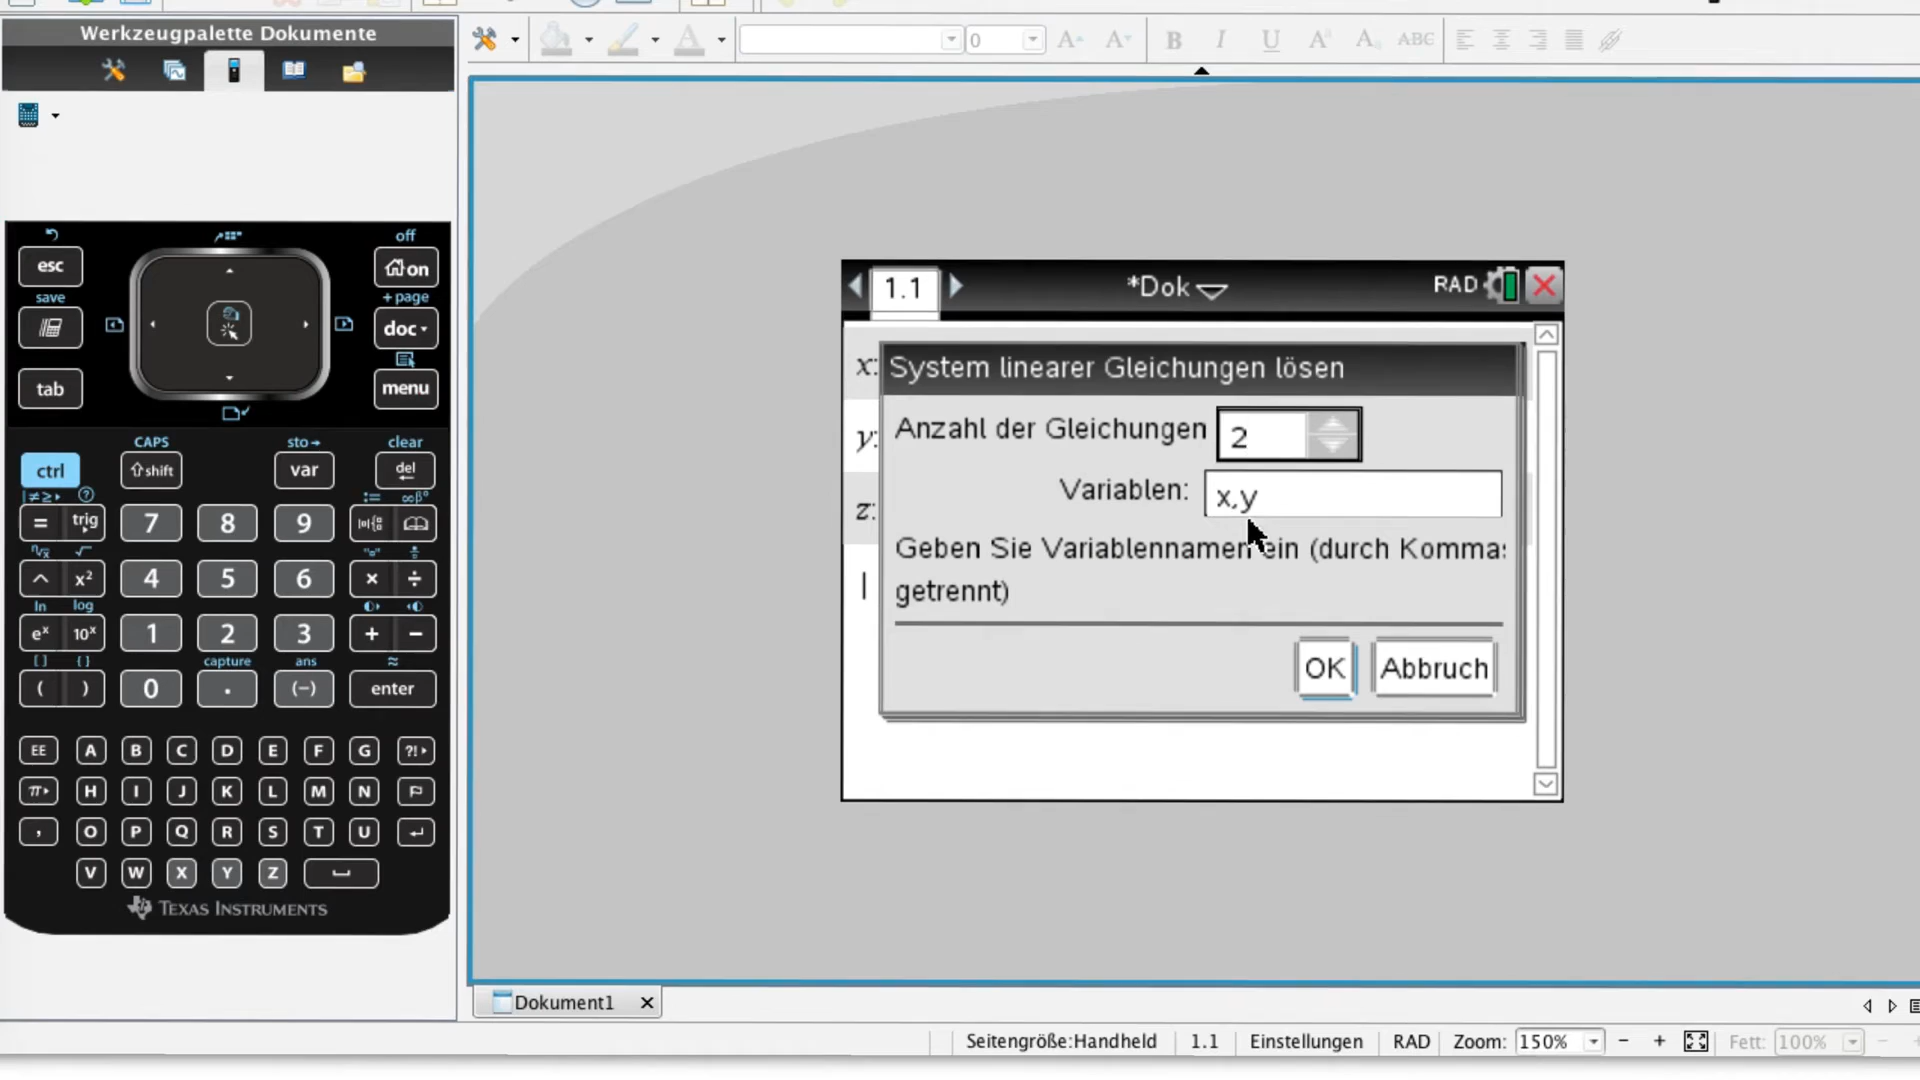 Werkzeugpalette Dokumente
0
B I U A ABC
1.1 *Dok RAD
x:
y:
z:
System linearer Gleichungen lösen
Anzahl der Gleichungen 2
Variablen: x,y
Geben Sie Variablennamen ein (durch Kommas
getrennt)
OK Abbruch
off
esc on
save + page
doc
tab menu
CAPS sto→ clear
ctrl shift var del
= trig 7 8 9
^ x² 4 5 6 × ÷
ln log
eˣ 10ˣ 1 2 3 + −
[ ] { } capture ans ≈
( ) 0 . (−) enter
EE A B C D E F G ?!▸
π▸ H I J K L M N
, O P Q R S T U
V W X Y Z
TEXAS INSTRUMENTS
Dokument1
Seitengröße:Handheld 1.1 Einstellungen RAD Zoom: 150% − + Fett: 100% −